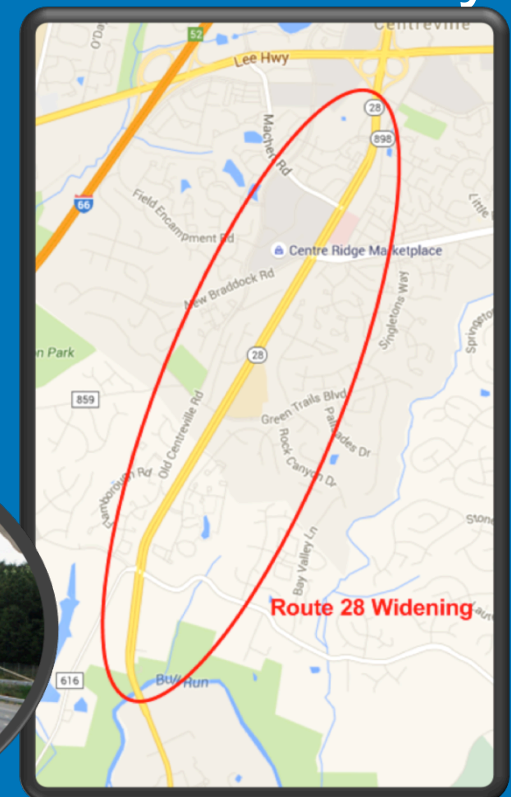 Centreville
52
Lee Hwy
28
Machen Rd
898
66
Field Encampment Rd
Little
Centre Ridge Marketplace
New Braddock Rd
Singletons Way
n Park
28
859
Old Centreville Rd
Green Trails Blvd
Palisades Dr
Rock Canyon Dr
Bay Valley Ln
Route 28 Widening
616
Bull Run